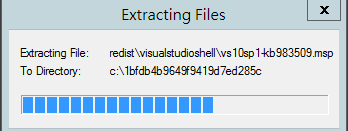 Extracting Files
x
Extracting File: redist\visualstudioshell\vs10sp1-kb983509.msp
To Directory: c:\1bfdb4b9649f9419d7ed285c